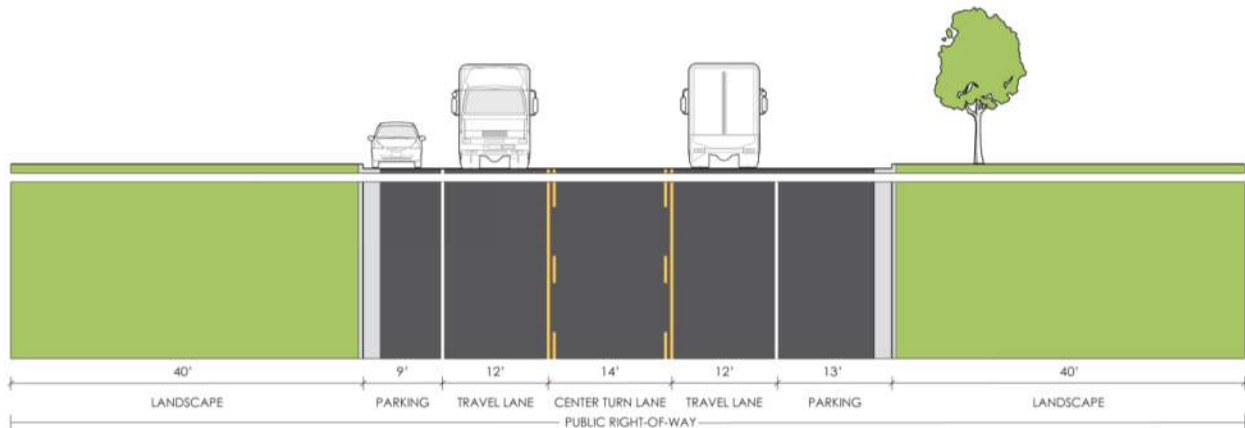 40' 9' 12' 14' 12' 13' 40'
LANDSCAPE PARKING TRAVEL LANE CENTER TURN LANE TRAVEL LANE PARKING LANDSCAPE
PUBLIC RIGHT-OF-WAY